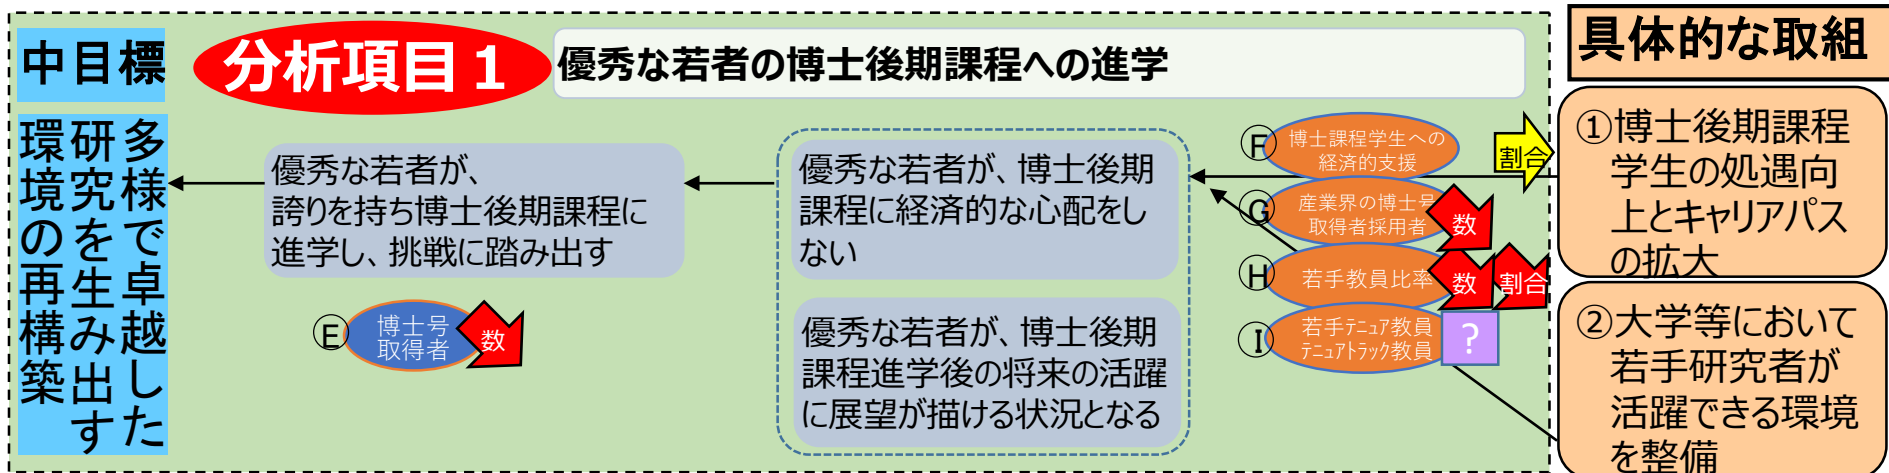 中目標
多様で卓越した
研究を生み出す
環境の再構築
分析項目1
優秀な若者の博士後期課程への進学
優秀な若者が、
誇りを持ち博士後期課程に
進学し、挑戦に踏み出す
Ⓔ
博士号
取得者
数
優秀な若者が、博士後期
課程に経済的な心配をし
ない
優秀な若者が、博士後期
課程進学後の将来の活躍
に展望が描ける状況となる
Ⓕ
博士課程学生への
経済的支援
割合
Ⓖ
産業界の博士号
取得者採用者
数
Ⓗ
若手教員比率
数
割合
Ⓘ
若手テニュア教員
テニュアトラック教員
?
具体的な取組
①博士後期課程
学生の処遇向
上とキャリアパス
の拡大
②大学等において
若手研究者が
活躍できる環境
を整備